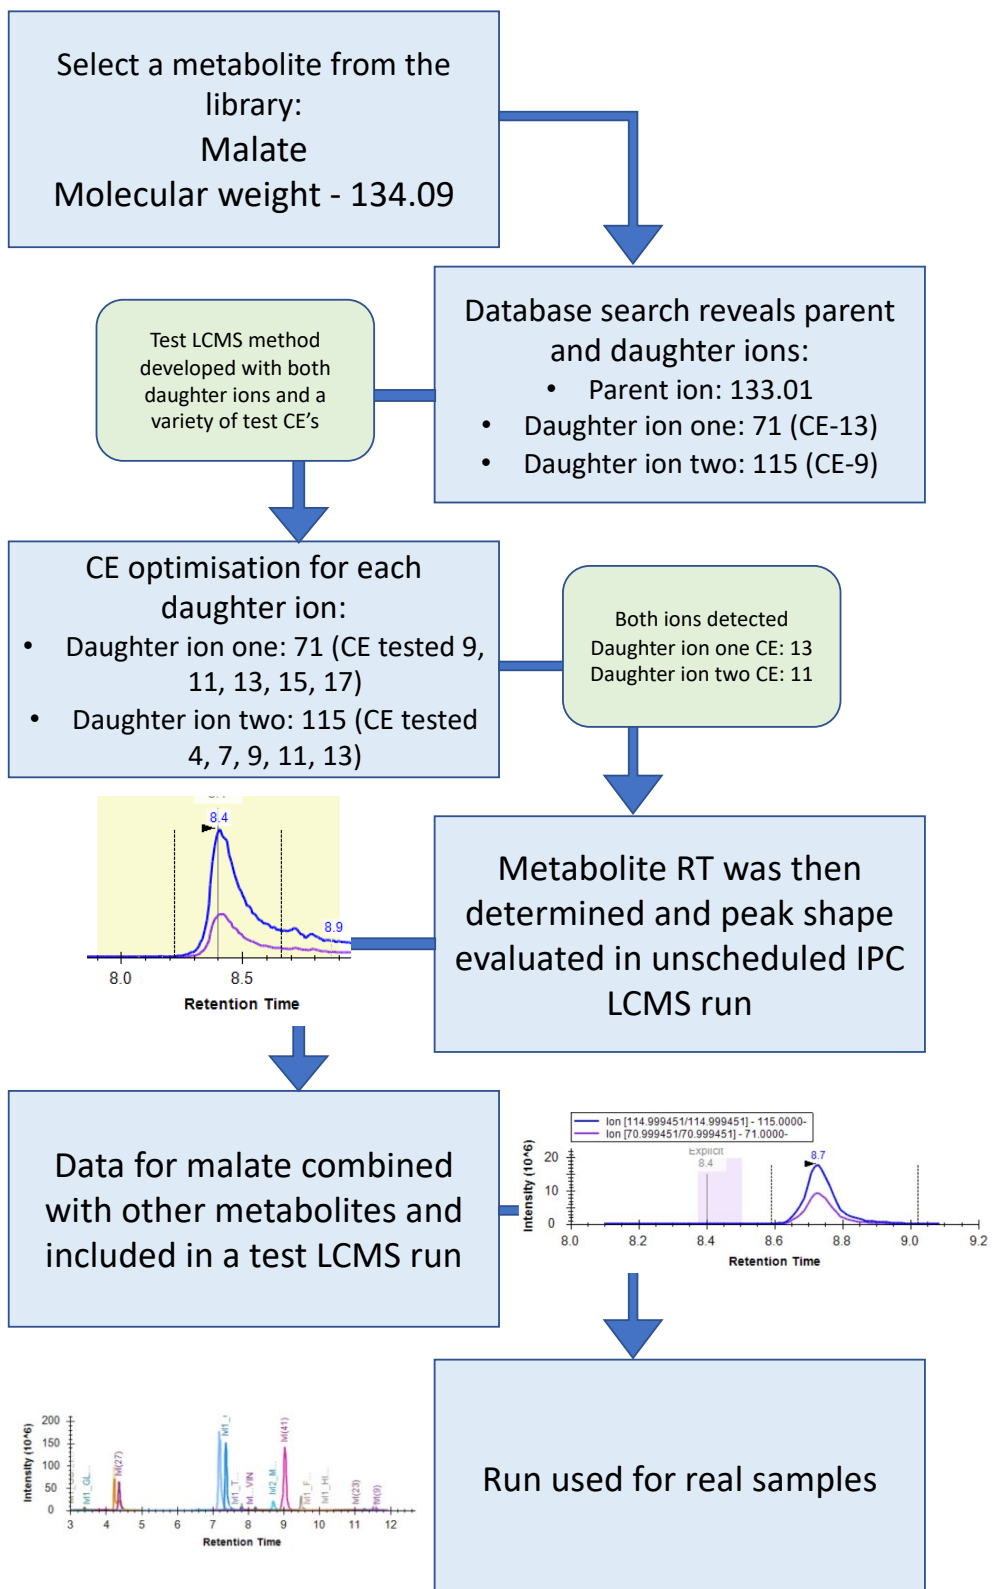 Select a metabolite from the
library:
Malate
Molecular weight - 134.09
Database search reveals parent
and daughter ions:
• Parent ion: 133.01
• Daughter ion one: 71 (CE-13)
• Daughter ion two: 115 (CE-9)
Test LCMS method
developed with both
daughter ions and a
variety of test CE's
CE optimisation for each
daughter ion:
• Daughter ion one: 71 (CE tested 9,
11, 13, 15, 17)
• Daughter ion two: 115 (CE tested
4, 7, 9, 11, 13)
Both ions detected
Daughter ion one CE: 13
Daughter ion two CE: 11
8.4
8.9
8.0 8.5
Retention Time
Metabolite RT was then
determined and peak shape
evaluated in unscheduled IPC
LCMS run
Data for malate combined
with other metabolites and
included in a test LCMS run
Ion [114.999451/114.999451] - 115.0000-
Ion [70.999451/70.999451] - 71.0000-
Explicit
8.4
8.7
Intensity (10^6)
20
10
0
8.0 8.2 8.4 8.6 8.8 9.0 9.2
Retention Time
Intensity (10^6)
200
150
100
50
0
M1_GL...
M(27)
M1_T...
M...VIN
M2_M...
M(41)
M1_F...
M1_HI...
M(23)
M(9)
3 4 5 6 7 8 9 10 11 12
Retention Time
Run used for real samples